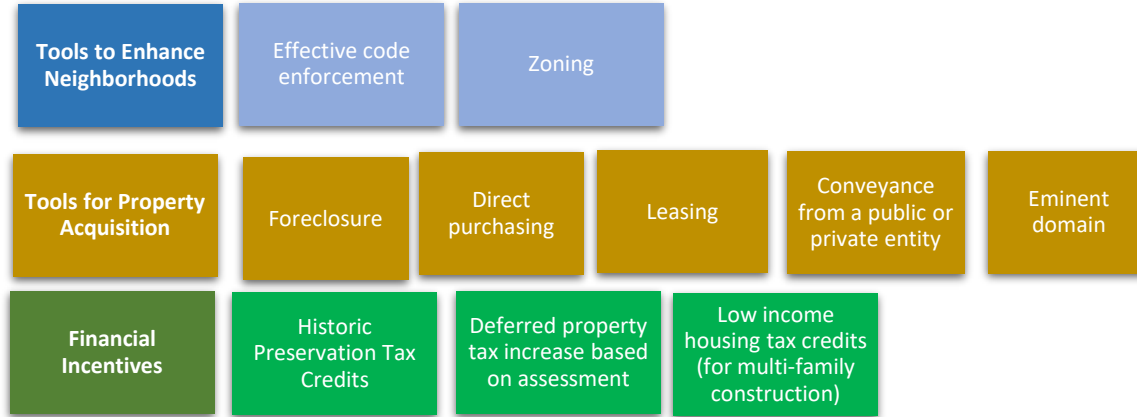 Tools to Enhance
Neighborhoods
Effective code
enforcement
Zoning
Tools for Property
Acquisition
Foreclosure
Direct
purchasing
Leasing
Conveyance
from a public or
private entity
Eminent
domain
Financial
Incentives
Historic
Preservation Tax
Credits
Deferred property
tax increase based
on assessment
Low income
housing tax credits
(for multi-family
construction)